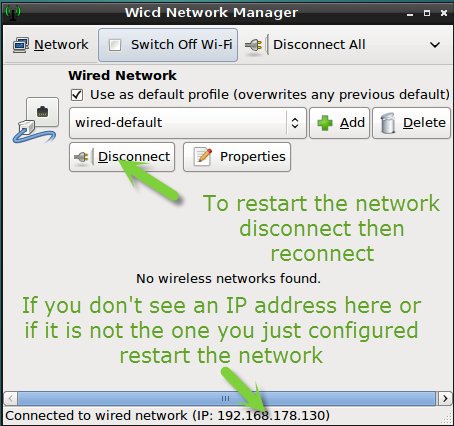 Wicd Network Manager
Network Switch Off Wi-Fi Disconnect All
Wired Network
Use as default profile (overwrites any previous default)
wired-default Add Delete
Disconnect Properties
To restart the network
disconnect then
reconnect
No wireless networks found.
If you don't see an IP address here or
if it is not the one you just configured
restart the network
Connected to wired network (IP: 192.168.178.130)